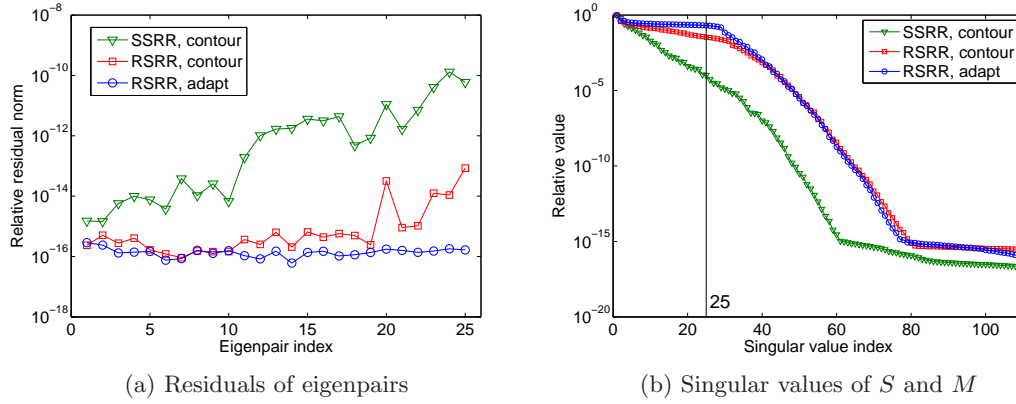 10^-8
10^-10
10^-12
10^-14
10^-16
10^-18
Relative residual norm
SSRR, contour
RSRR, contour
RSRR, adapt
0 5 10 15 20 25
Eigenpair index
(a) Residuals of eigenpairs
10^0
10^-5
10^-10
10^-15
10^-20
Relative value
SSRR, contour
RSRR, contour
RSRR, adapt
25
0 20 40 60 80 100
Singular value index
(b) Singular values of S and M